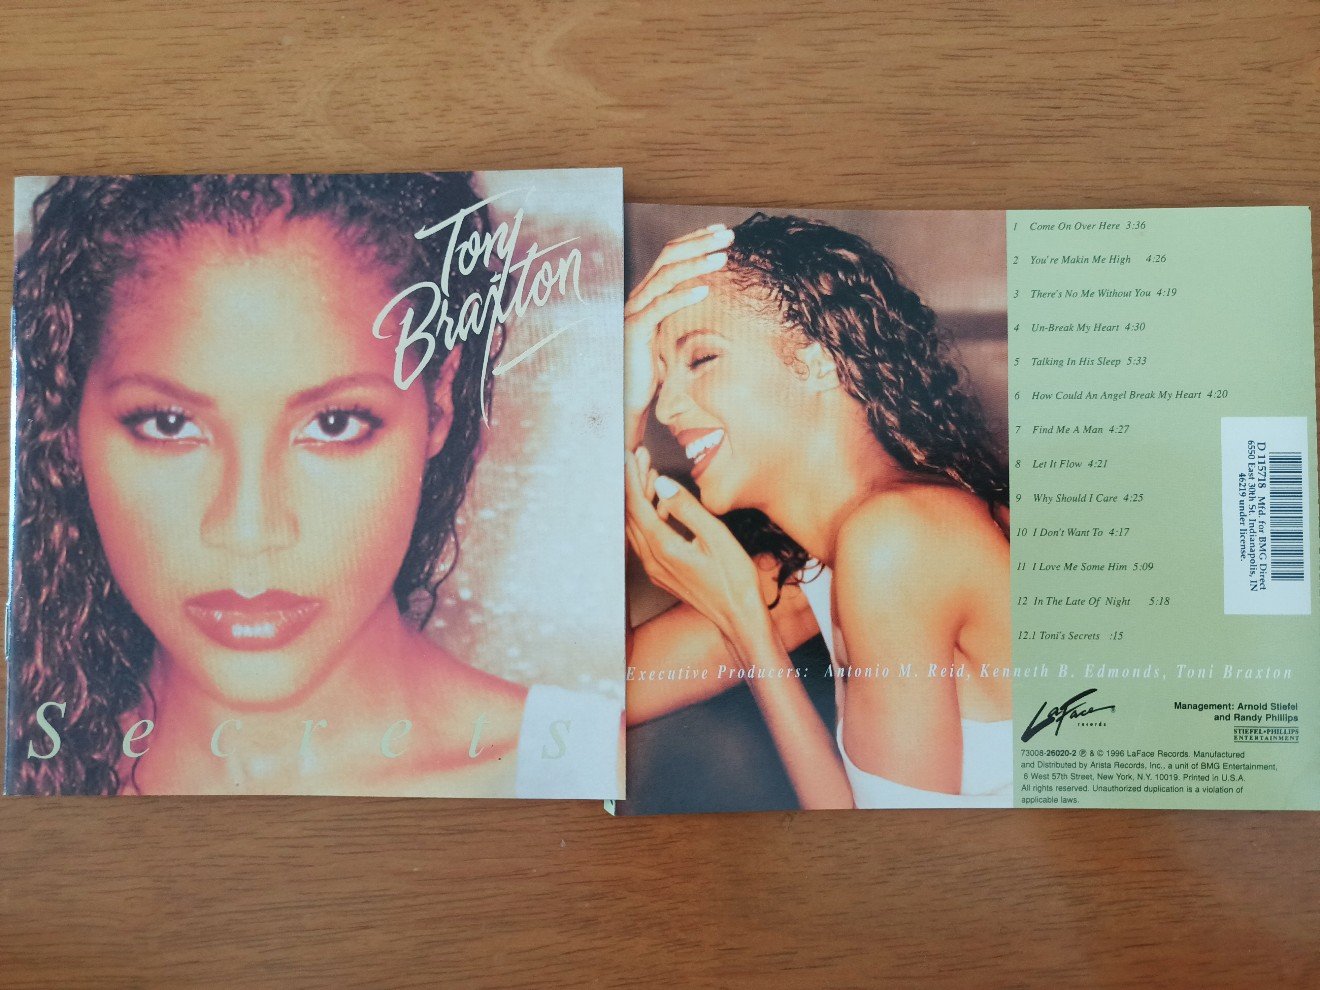 Toni
Braxton
Secrets
1 Come On Over Here 3:36
2 You're Makin Me High 4:26
3 There's No Me Without You 4:19
4 Un-Break My Heart 4:30
5 Talking In His Sleep 5:33
6 How Could An Angel Break My Heart 4:20
7 Find Me A Man 4:27
8 Let It Flow 4:21
9 Why Should I Care 4:25
10 I Don't Want To 4:17
11 I Love Me Some Him 5:09
12 In The Late Of Night 5:18
12.1 Toni's Secrets :15
D 115718 Mfd. for BMG Direct
6550 East 30th St. Indianapolis, IN
46219 under license.
Executive Producers: Antonio M. Reid, Kenneth B. Edmonds, Toni Braxton
LaFace
records
Management: Arnold Stiefel
and Randy Phillips
STIEFEL•PHILLIPS
ENTERTAINMENT
73008-26020-2 ℗ & © 1996 LaFace Records. Manufactured
and Distributed by Arista Records, Inc., a unit of BMG Entertainment,
6 West 57th Street, New York, N.Y. 10019. Printed in U.S.A.
All rights reserved. Unauthorized duplication is a violation of
applicable laws.